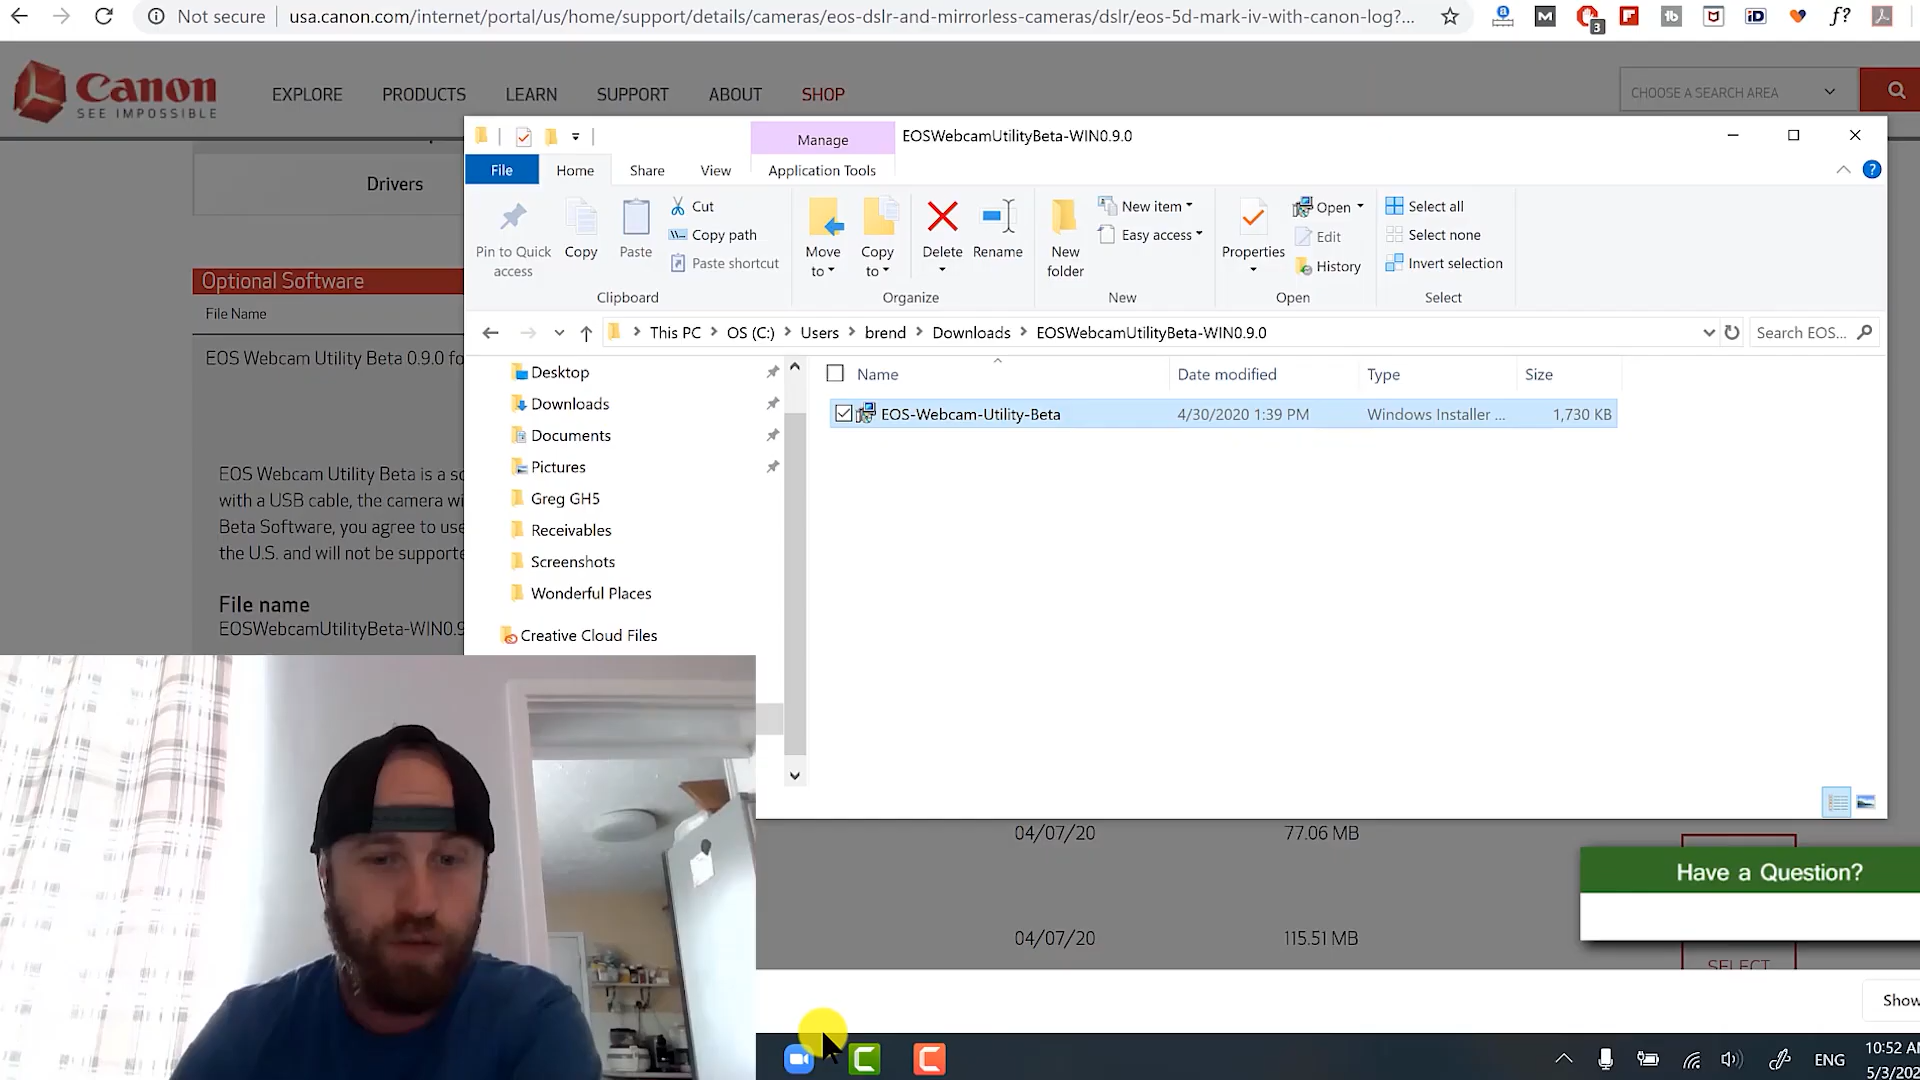 Not secure usa.canon.com/internet/portal/us/home/support/details/cameras/eos-dslr-and-mirrorless-cameras/dslr/eos-5d-mark-iv-with-canon-log?...
3
M
tb
iD
f?
Canon
SEE IMPOSSIBLE
EXPLORE PRODUCTS LEARN SUPPORT ABOUT SHOP
CHOOSE A SEARCH AREA
Drivers
Optional Software
File Name
EOS Webcam Utility Beta 0.9.0 fo
EOS Webcam Utility Beta is a so
with a USB cable, the camera wi
Beta Software, you agree to use
the U.S. and will not be supporte
File name
EOSWebcamUtilityBeta-WIN0.9
Manage
EOSWebcamUtilityBeta-WIN0.9.0
File Home Share View Application Tools
Pin to Quick access
Copy
Paste
Cut
Copy path
Paste shortcut
Clipboard
Move to
Copy to
Delete
Rename
Organize
New folder
New item
Easy access
New
Properties
Open
Edit
History
Open
Select all
Select none
Invert selection
Select
This PC OS (C:) Users brend Downloads EOSWebcamUtilityBeta-WIN0.9.0
Search EOS...
Desktop
Downloads
Documents
Pictures
Greg GH5
Receivables
Screenshots
Wonderful Places
Creative Cloud Files
Name Date modified Type Size
EOS-Webcam-Utility-Beta 4/30/2020 1:39 PM Windows Installer ... 1,730 KB
04/07/20 77.06 MB
04/07/20 115.51 MB
SELECT
Have a Question?
Show
ENG
10:52 AM
5/3/202